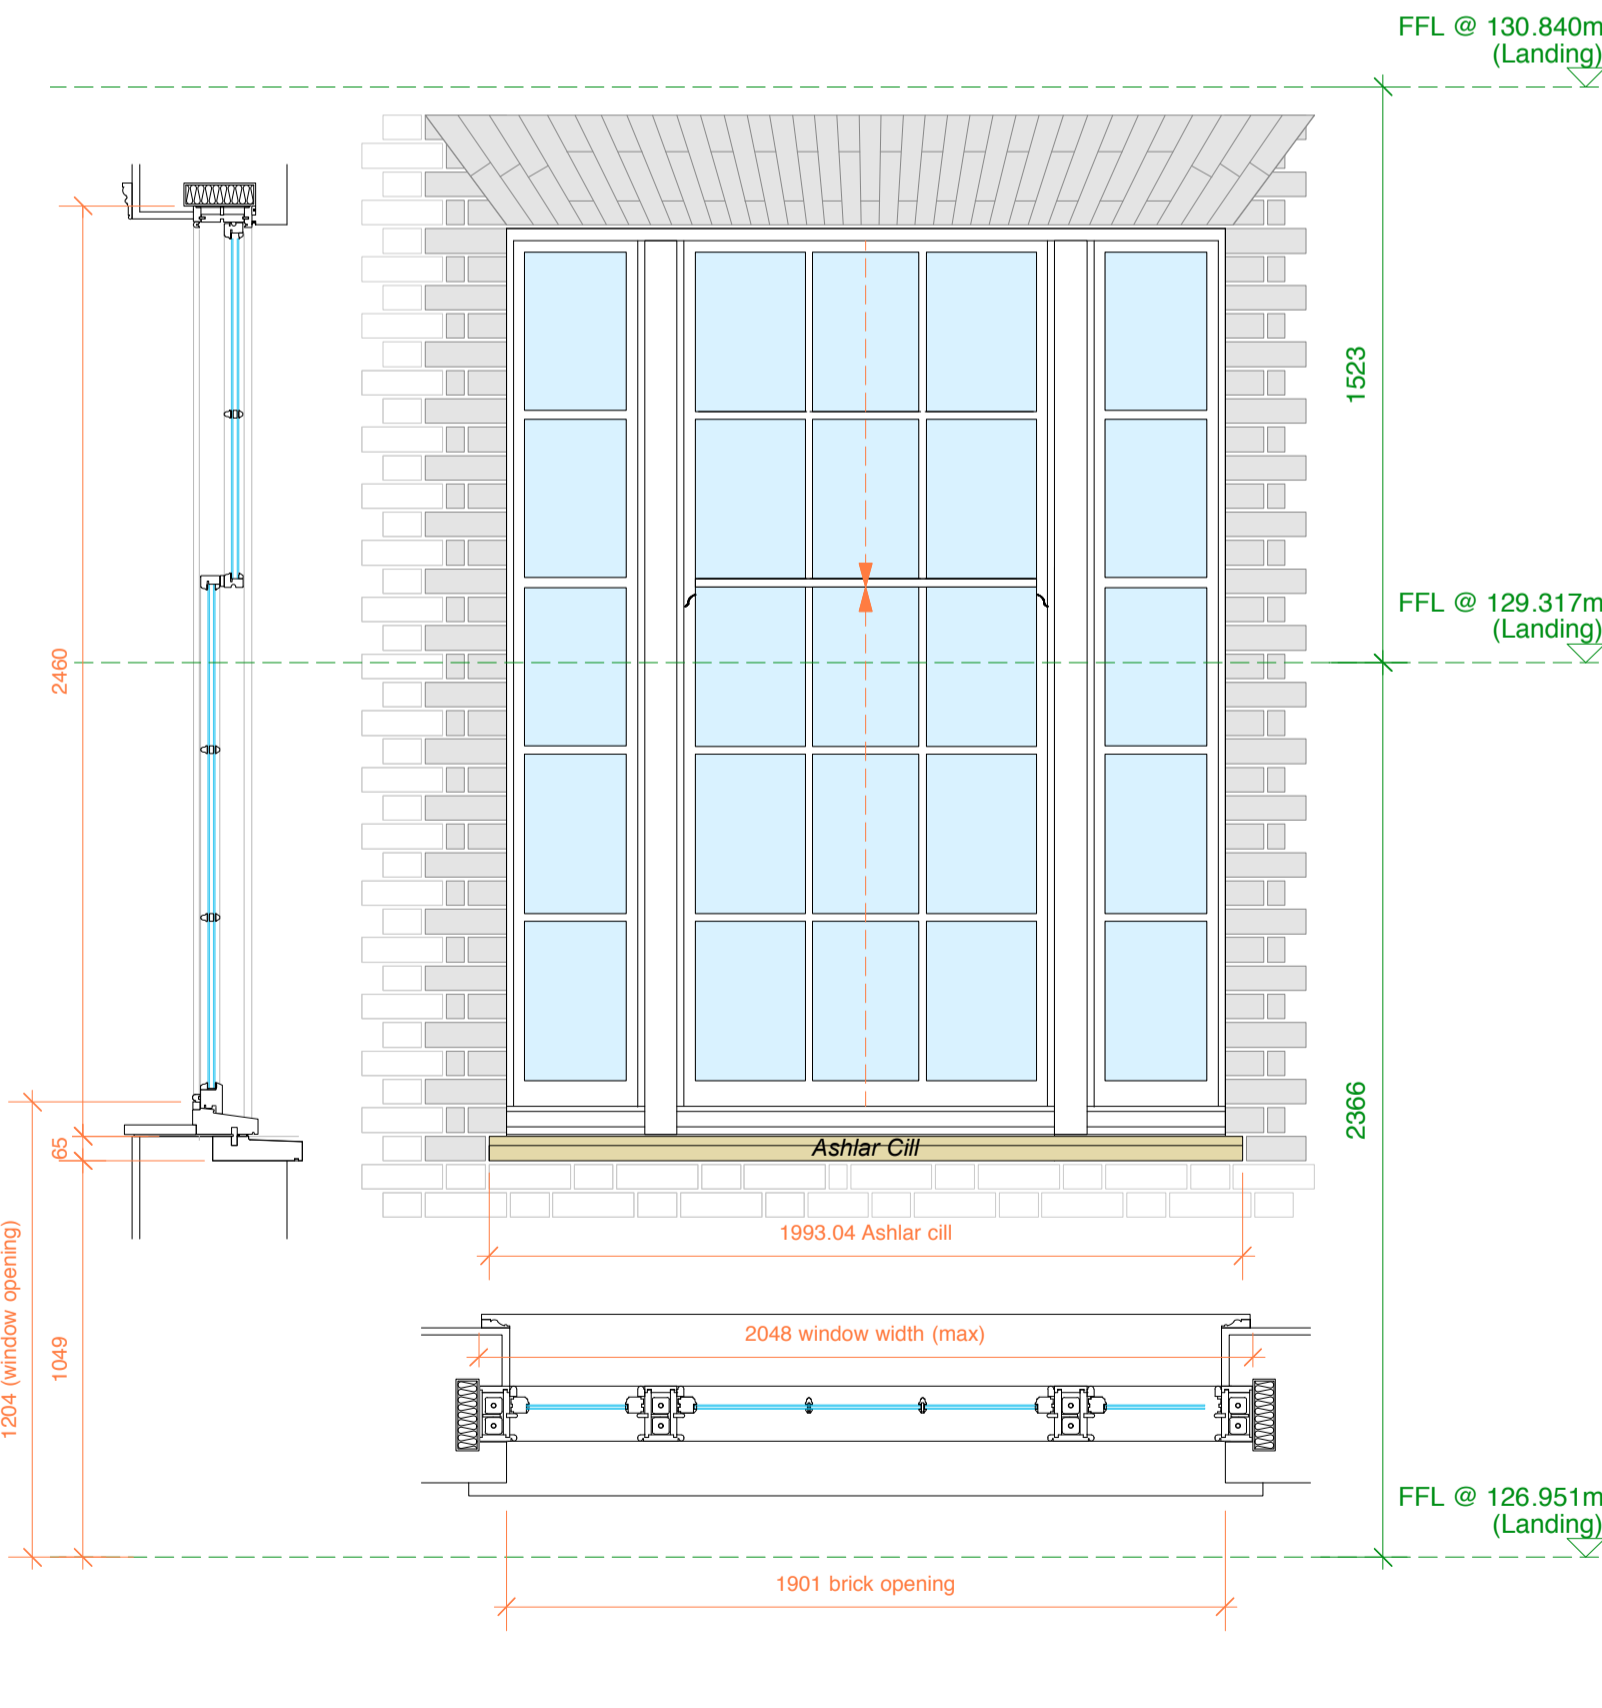 FFL @ 130.840m
(Landing)
1523
FFL @ 129.317m
(Landing)
2460
2366
65
Ashlar Cill
1993.04 Ashlar cill
1204 (window opening)
1049
2048 window width (max)
FFL @ 126.951m
(Landing)
1901 brick opening